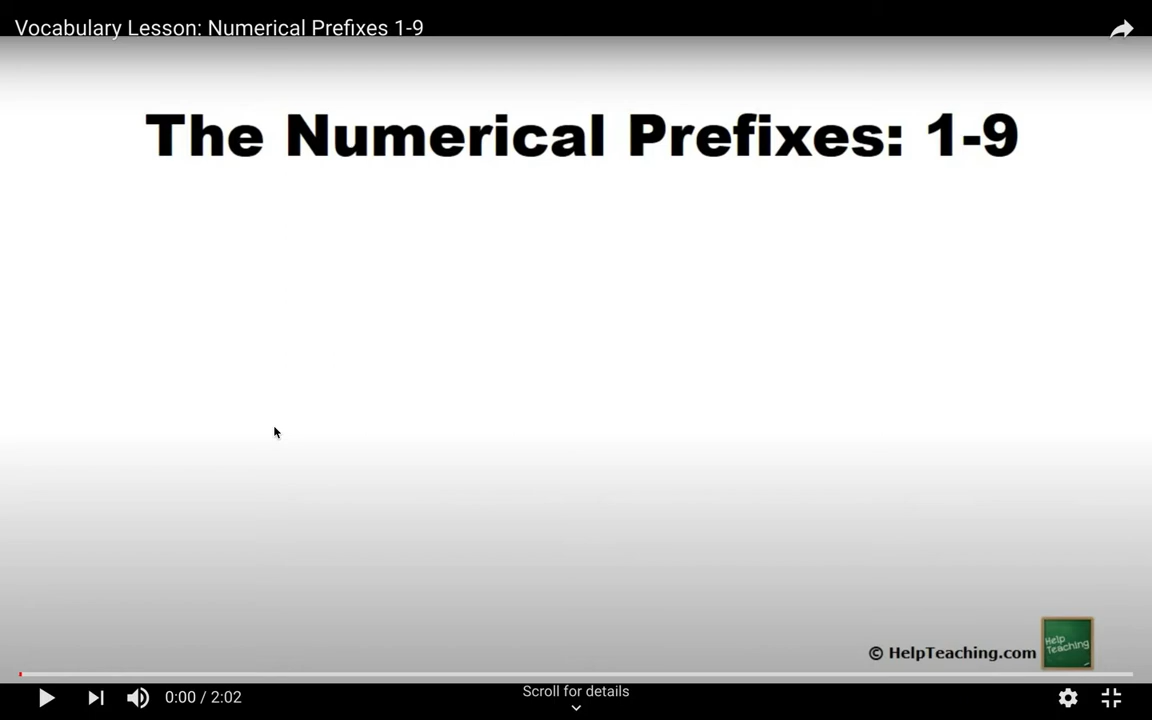 Vocabulary Lesson: Numerical Prefixes 1-9
The Numerical Prefixes: 1-9
© HelpTeaching.com
Help
Teaching
0:00 / 2:02
Scroll for details